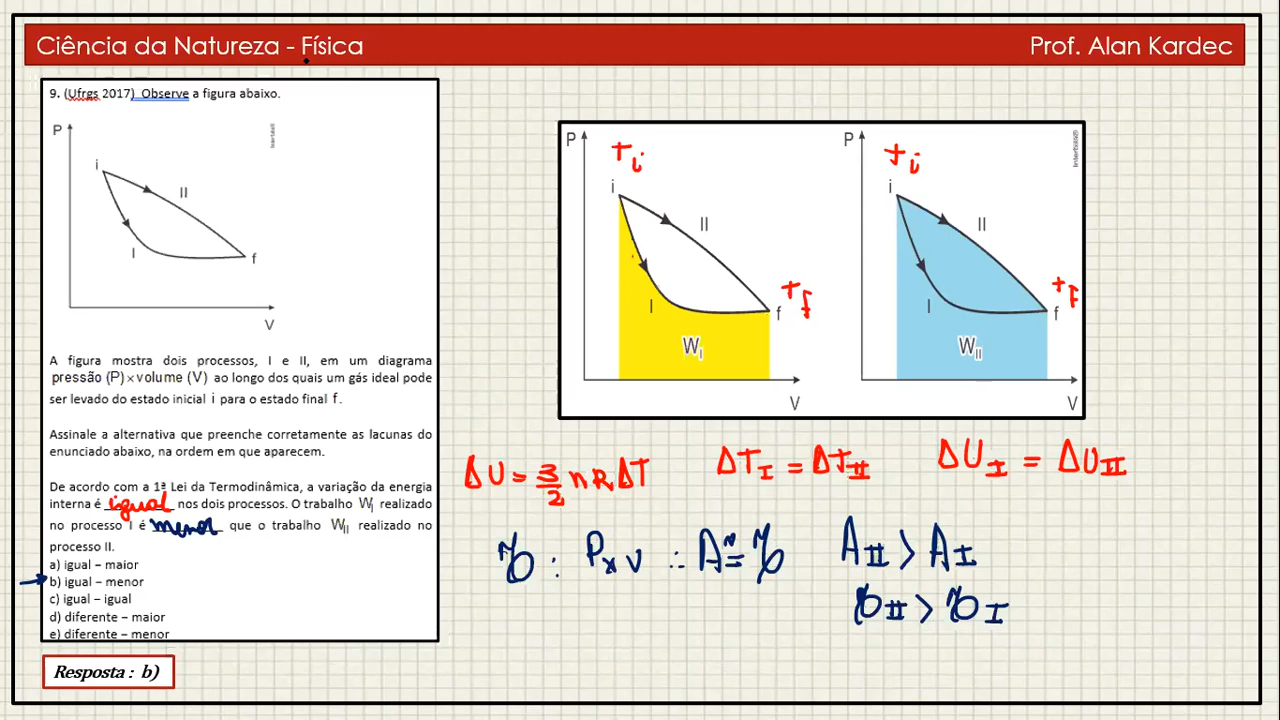 Ciência da Natureza - Física
Prof. Alan Kardec
9. (Ufrgs 2017) Observe a figura abaixo.
P
i
II
I
f
V
Interbits®
A figura mostra dois processos, I e II, em um diagrama
pressão (P)×volume (V) ao longo dos quais um gás ideal pode
ser levado do estado inicial i para o estado final f.
Assinale a alternativa que preenche corretamente as lacunas do
enunciado abaixo, na ordem em que aparecem.
De acordo com a 1ª Lei da Termodinâmica, a variação da energia
interna é igual nos dois processos. O trabalho WI realizado
no processo I é menor que o trabalho WII realizado no
processo II.
a) igual – maior
b) igual – menor
c) igual – igual
d) diferente – maior
e) diferente – menor
Resposta : b)
P
Ti
i
II
I
Tf
f
WI
V
P
Ti
i
II
I
Tf
f
WII
V
Interbits®
ΔU = 3/2 n R ΔT
ΔTI = ΔTII
ΔUI = ΔUII
τ : P x V ∴ A =ᴺ τ
AII > AI
τII > τI